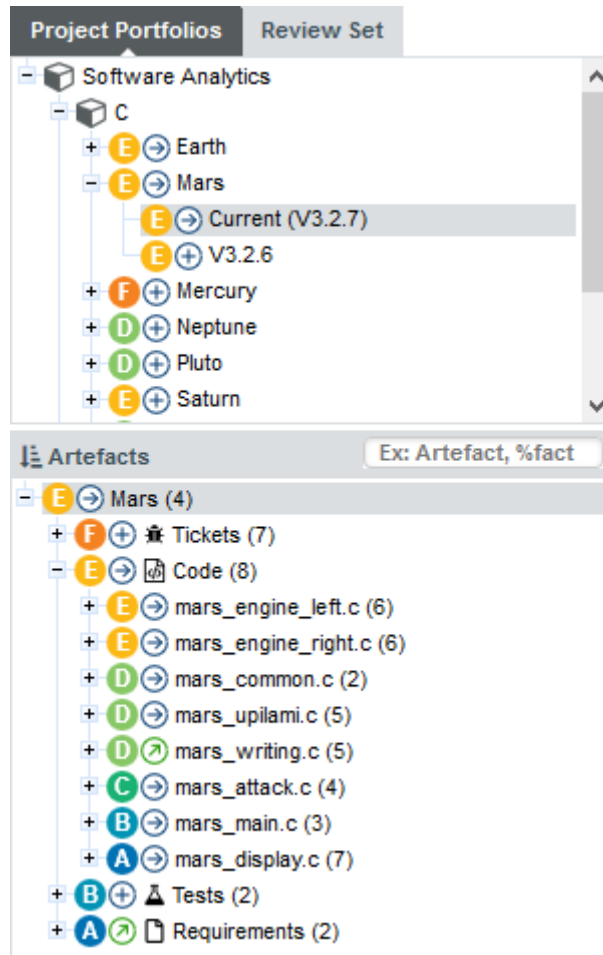 Project Portfolios Review Set
Software Analytics
C
E Earth
E Mars
E Current (V3.2.7)
E V3.2.6
F Mercury
D Neptune
D Pluto
E Saturn
Artefacts Ex: Artefact, %fact
E Mars (4)
F Tickets (7)
E Code (8)
E mars_engine_left.c (6)
E mars_engine_right.c (6)
D mars_common.c (2)
D mars_upilami.c (5)
D mars_writing.c (5)
C mars_attack.c (4)
B mars_main.c (3)
A mars_display.c (7)
B Tests (2)
A Requirements (2)